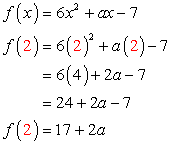 f(x) = 6x² + ax − 7
f(2) = 6(2)² + a(2) − 7
= 6(4) + 2a − 7
= 24 + 2a − 7
f(2) = 17 + 2a